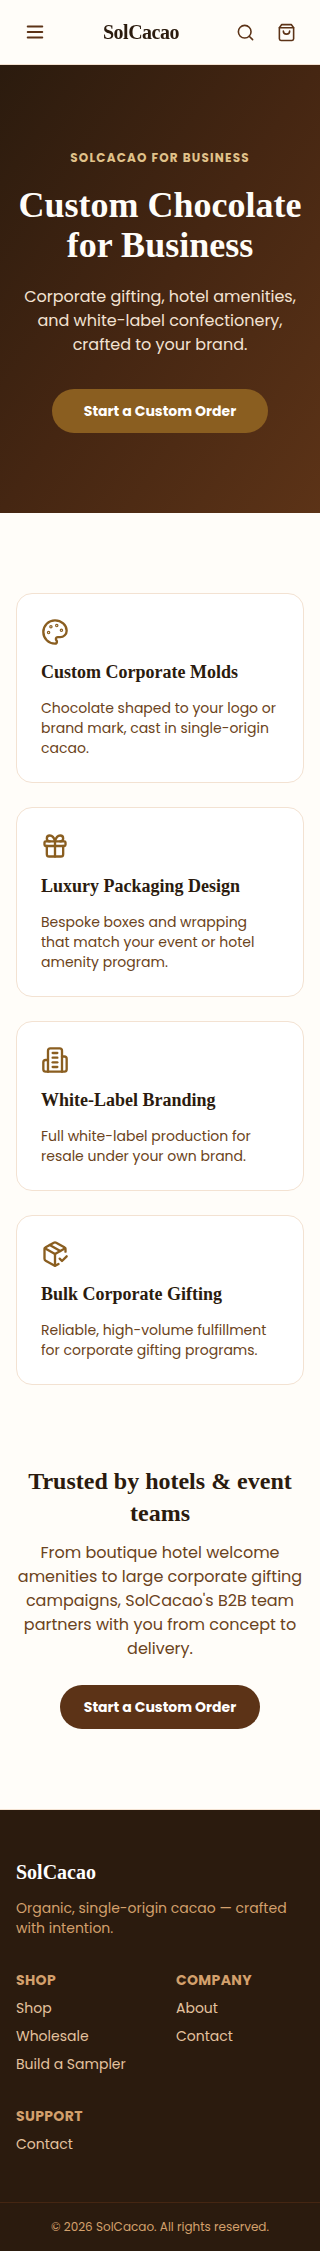 SolCacao
SOLCACAO FOR BUSINESS
Custom Chocolate
for Business
Corporate gifting, hotel amenities,
and white-label confectionery,
crafted to your brand.
Start a Custom Order
Custom Corporate Molds
Chocolate shaped to your logo or
brand mark, cast in single-origin
cacao.
Luxury Packaging Design
Bespoke boxes and wrapping
that match your event or hotel
amenity program.
White-Label Branding
Full white-label production for
resale under your own brand.
Bulk Corporate Gifting
Reliable, high-volume fulfillment
for corporate gifting programs.
Trusted by hotels & event
teams
From boutique hotel welcome
amenities to large corporate gifting
campaigns, SolCacao's B2B team
partners with you from concept to
delivery.
Start a Custom Order
SolCacao
Organic, single-origin cacao — crafted
with intention.
SHOP
Shop
Wholesale
Build a Sampler
COMPANY
About
Contact
SUPPORT
Contact
© 2026 SolCacao. All rights reserved.